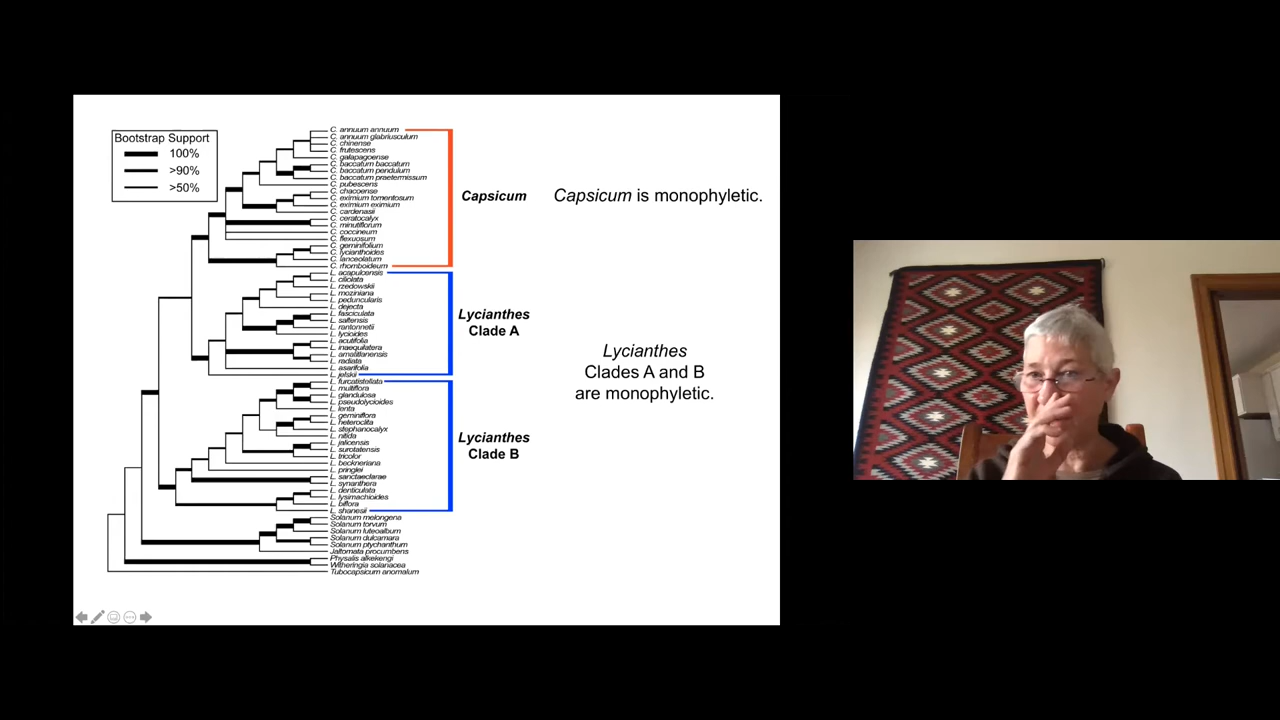 Bootstrap Support
100%
>90%
>50%
C. annuum annuum
C. annuum glabriusculum
C. chinense
C. frutescens
C. galapagoense
C. baccatum baccatum
C. baccatum pendulum
C. baccatum praetermissum
C. pubescens
C. chacoense
C. eximium tomentosum
C. eximium eximium
C. cardenasii
C. ceratocalyx
C. minutiflorum
C. coccineum
C. flexuosum
C. geminifolium
C. lycianthoides
C. lanceolatum
C. rhomboideum
L. acapulcensis
L. ciliolata
L. rzedowskii
L. moziniana
L. peduncularis
L. dejecta
L. fasciculata
L. saltensis
L. rantonnetii
L. lycioides
L. acutifolia
L. inaequilatera
L. amatitlanensis
L. radiata
L. asarifolia
L. jelskii
L. furcatistellata
L. multiflora
L. glandulosa
L. pseudolycioides
L. lenta
L. geminiflora
L. heteroclita
L. stephanocalyx
L. nitida
L. jalicensis
L. surotatensis
L. tricolor
L. beckneriana
L. pringlei
L. sanctaeclarae
L. synanthera
L. denticulata
L. lysimachioides
L. biflora
L. shanesii
Solanum melongena
Solanum torvum
Solanum luteoalbum
Solanum dulcamara
Solanum ptychanthum
Jaltomata procumbens
Physalis alkekengi
Witheringia solanacea
Tubocapsicum anomalum
Capsicum
Lycianthes
Clade A
Lycianthes
Clade B
Capsicum is monophyletic.
Lycianthes
Clades A and B
are monophyletic.